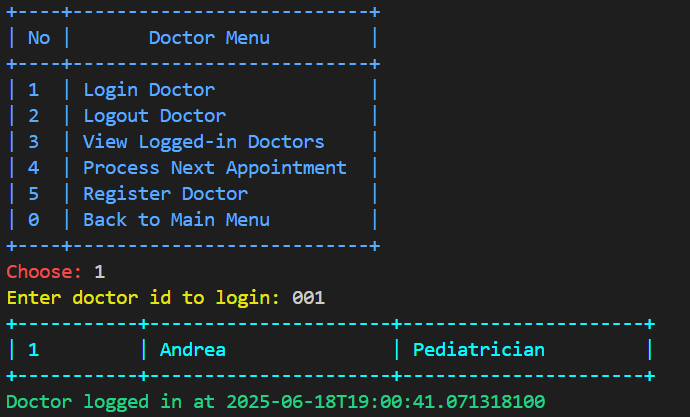 +----+---------------------------+
| No |       Doctor Menu         |
+----+---------------------------+
| 1  | Login Doctor              |
| 2  | Logout Doctor             |
| 3  | View Logged-in Doctors    |
| 4  | Process Next Appointment  |
| 5  | Register Doctor           |
| 0  | Back to Main Menu         |
+----+---------------------------+
Choose: 1
Enter doctor id to login: 001
+-----------+----------------------+----------------------+
| 1         | Andrea               | Pediatrician         |
+-----------+----------------------+----------------------+
Doctor logged in at 2025-06-18T19:00:41.071318100